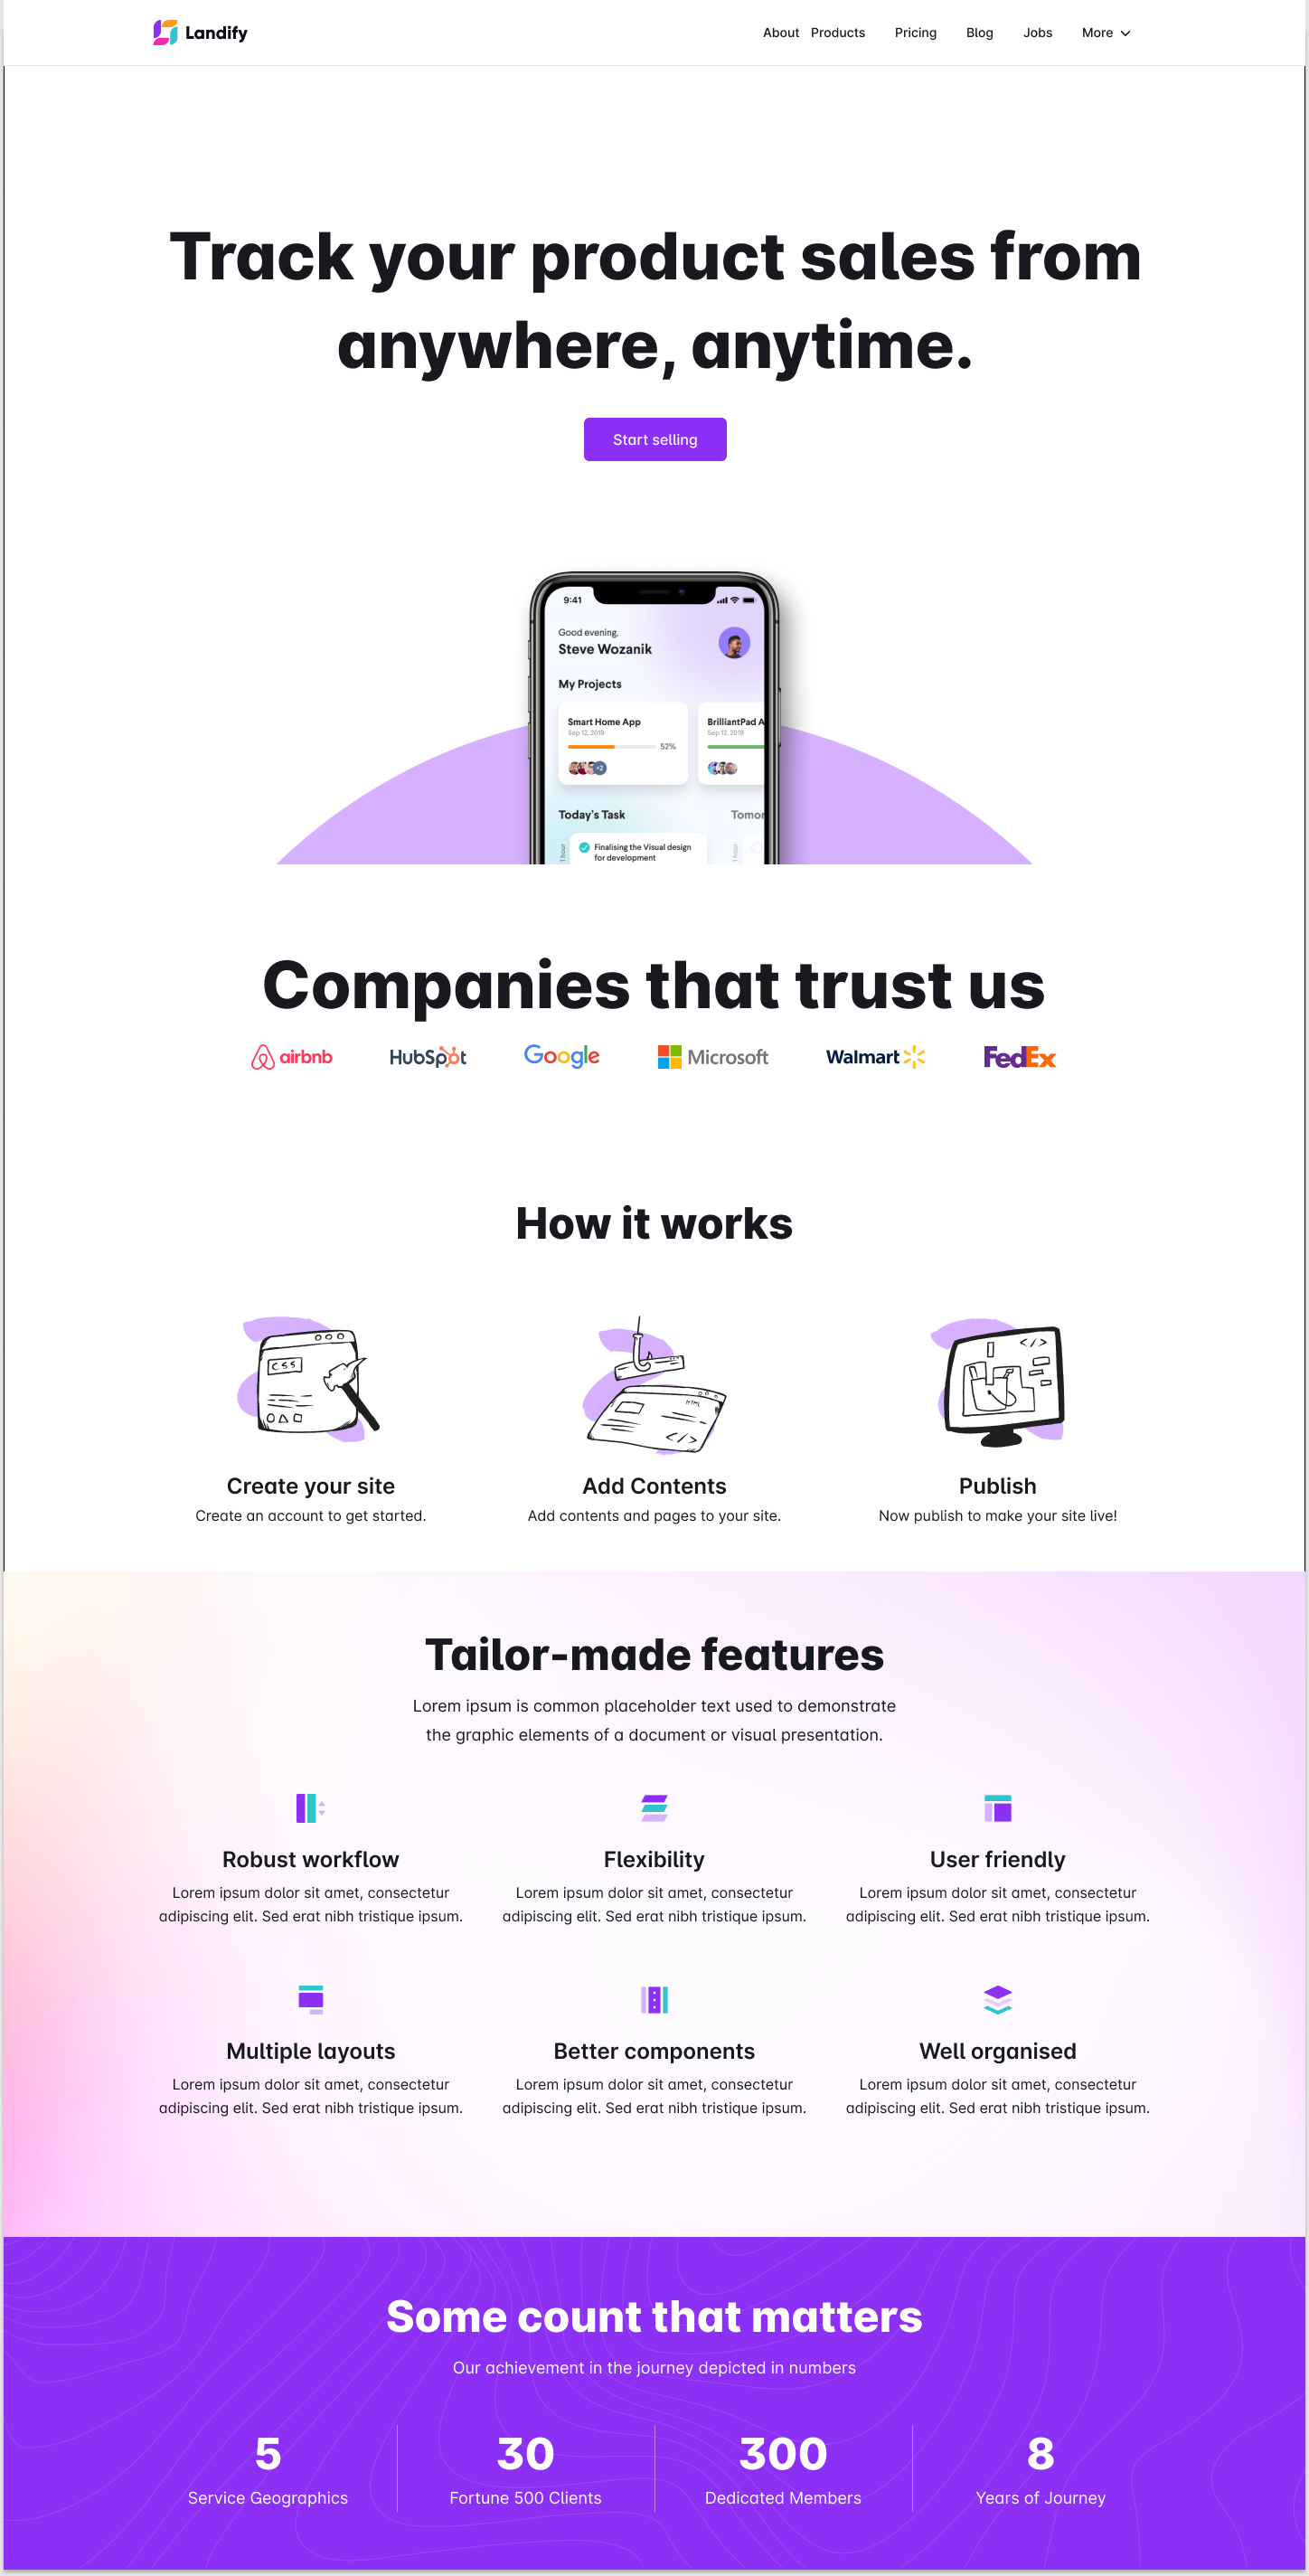 Landify
About Products Pricing Blog Jobs More
Track your product sales from
anywhere, anytime.
Start selling
9:41
Good evening,
Steve Wozanik
My Projects
Smart Home App
Sep 12, 2019
52%
+2
BrilliantPad A
Sep 12, 2019
Today's Task
Tomor
1 hour
Finalising the Visual design
for development
1 hour
Companies that trust us
airbnb HubSpot Google Microsoft Walmart FedEx
How it works
CSS
HTML
</>
</>
Create your site
Create an account to get started.
Add Contents
Add contents and pages to your site.
Publish
Now publish to make your site live!
Tailor-made features
Lorem ipsum is common placeholder text used to demonstrate
the graphic elements of a document or visual presentation.
Robust workflow
Lorem ipsum dolor sit amet, consectetur
adipiscing elit. Sed erat nibh tristique ipsum.
Flexibility
Lorem ipsum dolor sit amet, consectetur
adipiscing elit. Sed erat nibh tristique ipsum.
User friendly
Lorem ipsum dolor sit amet, consectetur
adipiscing elit. Sed erat nibh tristique ipsum.
Multiple layouts
Lorem ipsum dolor sit amet, consectetur
adipiscing elit. Sed erat nibh tristique ipsum.
Better components
Lorem ipsum dolor sit amet, consectetur
adipiscing elit. Sed erat nibh tristique ipsum.
Well organised
Lorem ipsum dolor sit amet, consectetur
adipiscing elit. Sed erat nibh tristique ipsum.
Some count that matters
Our achievement in the journey depicted in numbers
5
Service Geographics
30
Fortune 500 Clients
300
Dedicated Members
8
Years of Journey